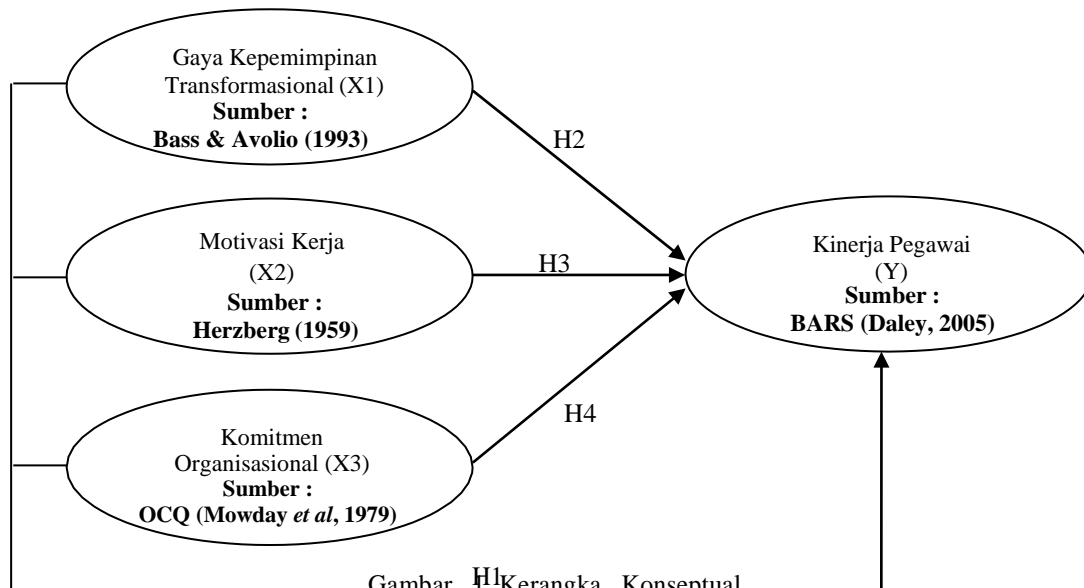 Gaya Kepemimpinan
Transformasional (X1)
Sumber :
Bass & Avolio (1993)
H2
Motivasi Kerja
(X2)
Sumber :
Herzberg (1959)
H3
Kinerja Pegawai
(Y)
Sumber :
BARS (Daley, 2005)
H4
Komitmen
Organisasional (X3)
Sumber :
OCQ (Mowday et al, 1979)
H1
Gambar Kerangka Konseptual